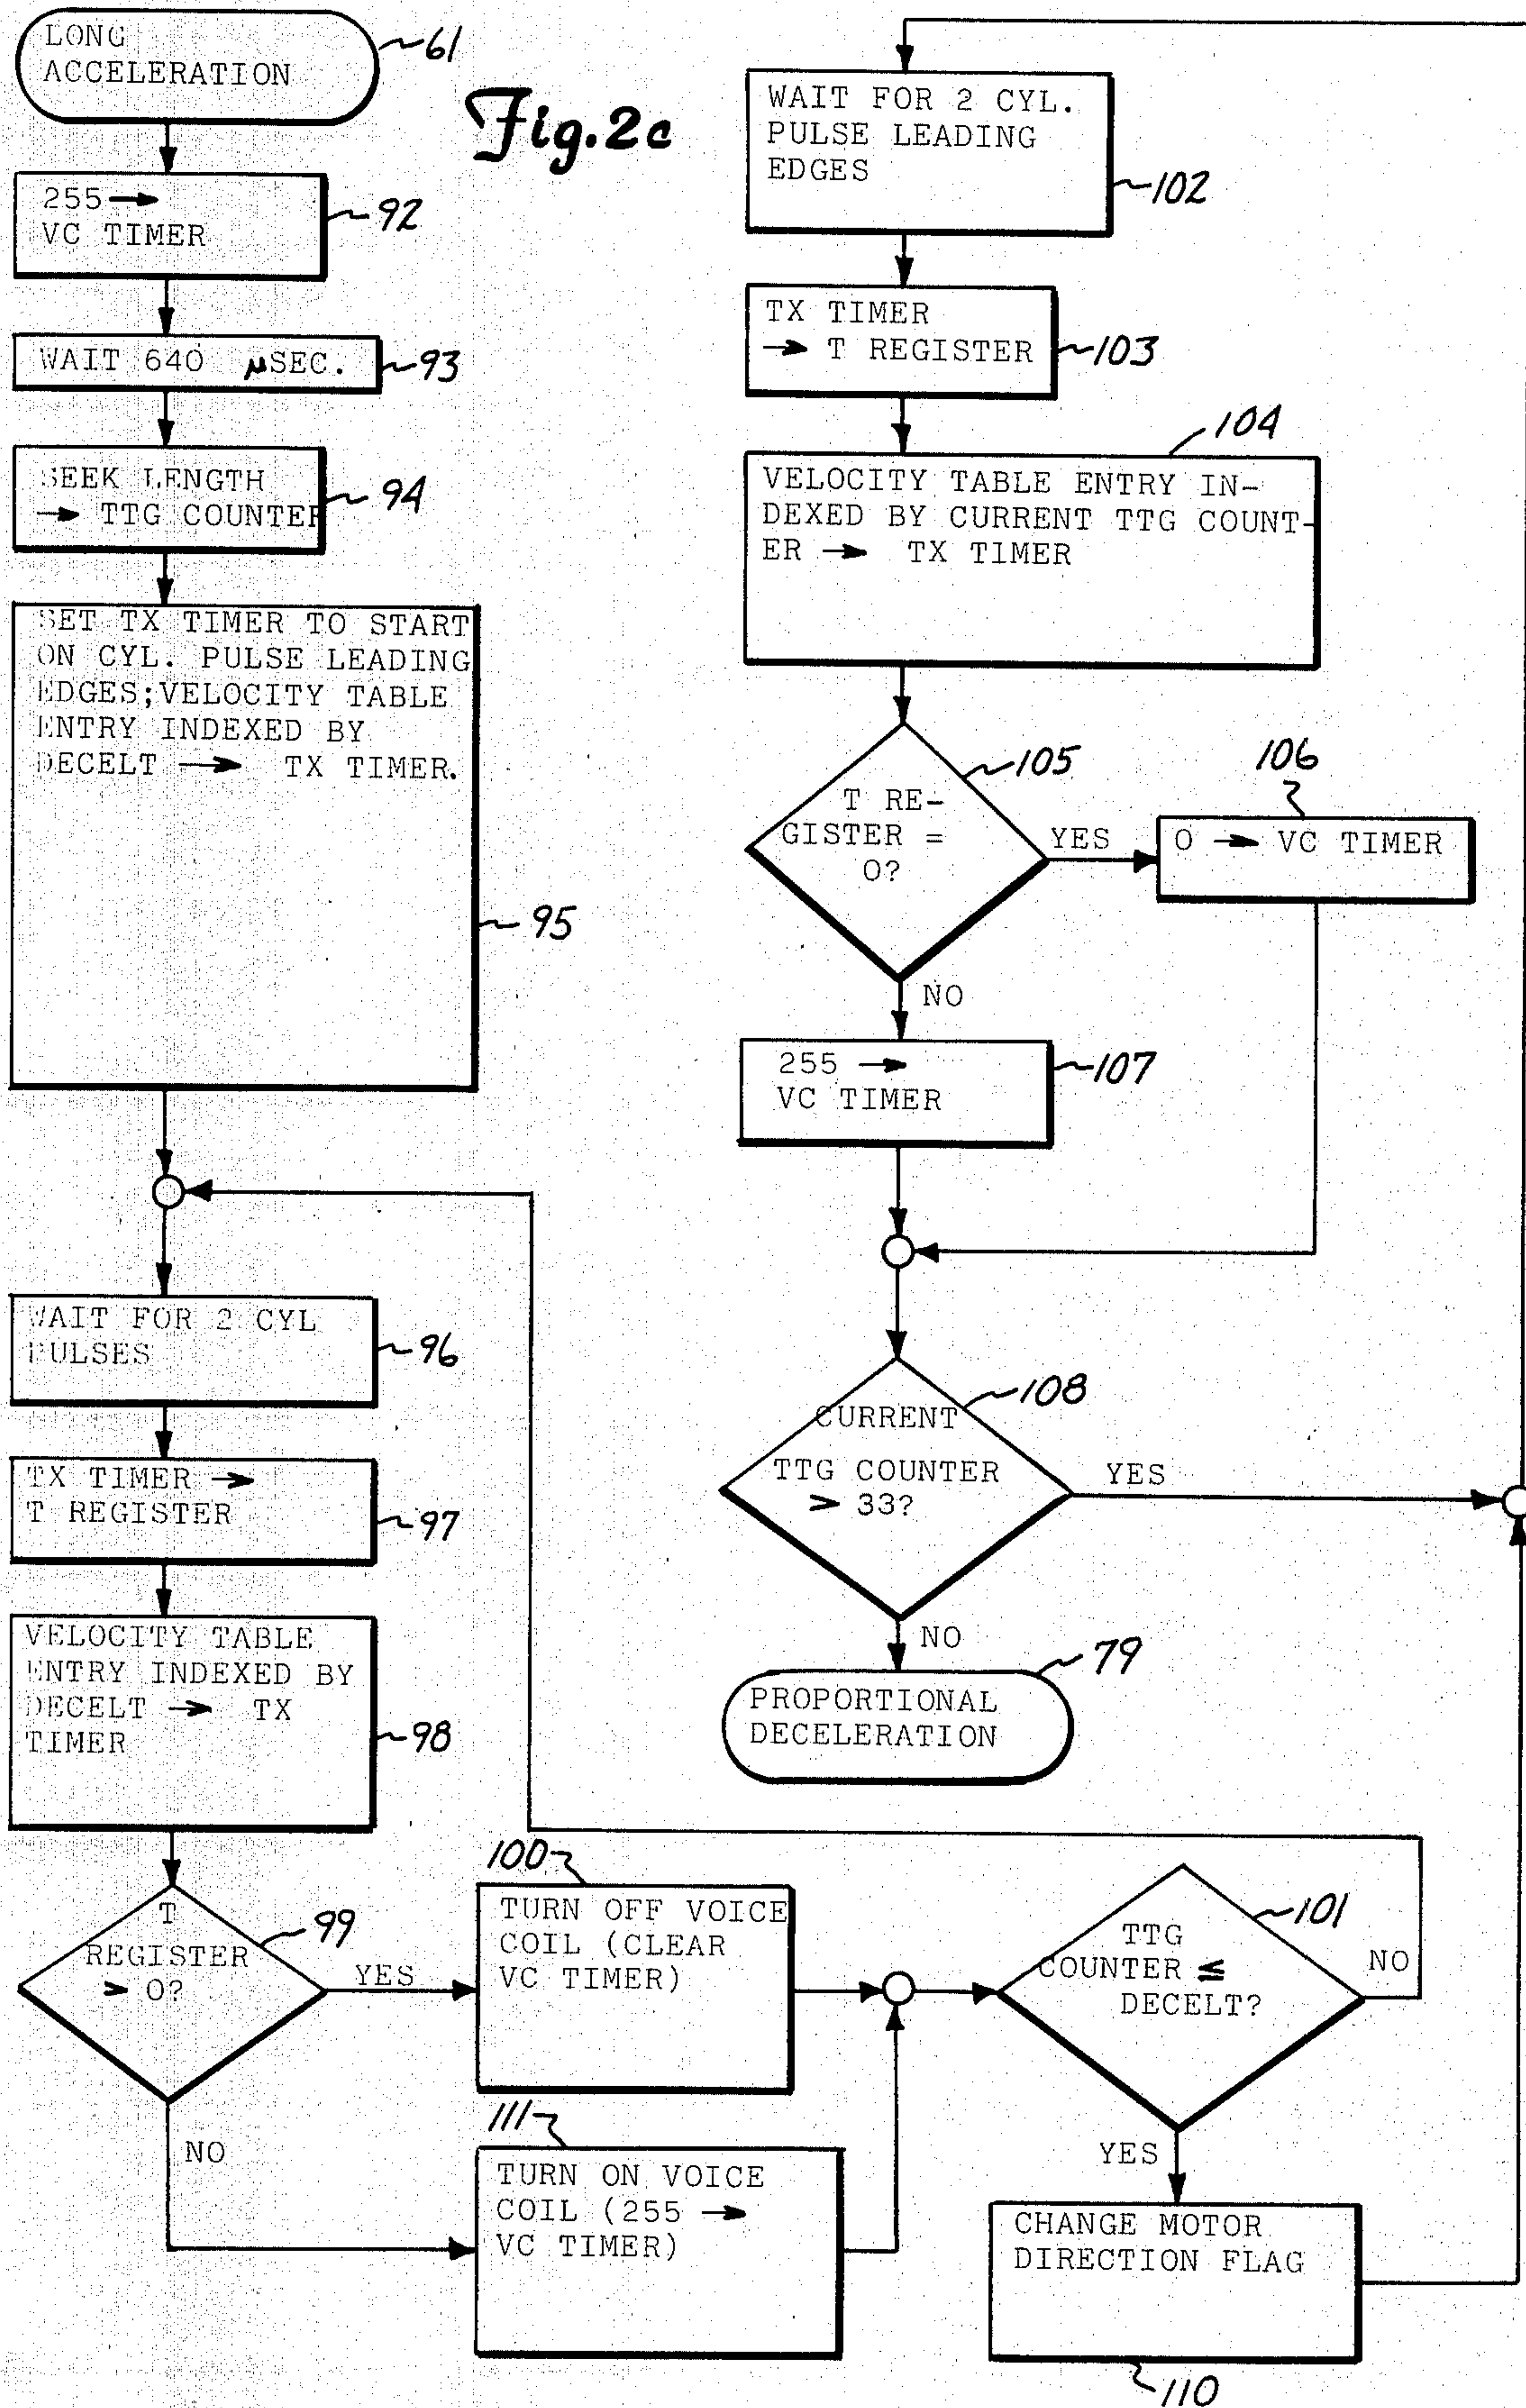 LONG
ACCELERATION
61
Fig.2c
255 →
VC TIMER
92
WAIT 640 μSEC.
93
SEEK LENGTH
→ TTG COUNTER
94
SET TX TIMER TO START
ON CYL. PULSE LEADING
EDGES;VELOCITY TABLE
ENTRY INDEXED BY
DECELT → TX TIMER.
95
WAIT FOR 2 CYL
PULSES
96
TX TIMER →
T REGISTER
97
VELOCITY TABLE
ENTRY INDEXED BY
DECELT → TX
TIMER
98
T
REGISTER
> 0?
99
YES
NO
100
TURN OFF VOICE
COIL (CLEAR
VC TIMER)
111
TURN ON VOICE
COIL (255 →
VC TIMER)
TTG
COUNTER ≤
DECELT?
101
NO
YES
CHANGE MOTOR
DIRECTION FLAG
110
WAIT FOR 2 CYL.
PULSE LEADING
EDGES
102
TX TIMER
→ T REGISTER
103
104
VELOCITY TABLE ENTRY IN-
DEXED BY CURRENT TTG COUNT-
ER → TX TIMER
T RE-
GISTER =
0?
105
YES
106
0 → VC TIMER
NO
255 →
VC TIMER
107
CURRENT
TTG COUNTER
> 33?
108
YES
NO
PROPORTIONAL
DECELERATION
79